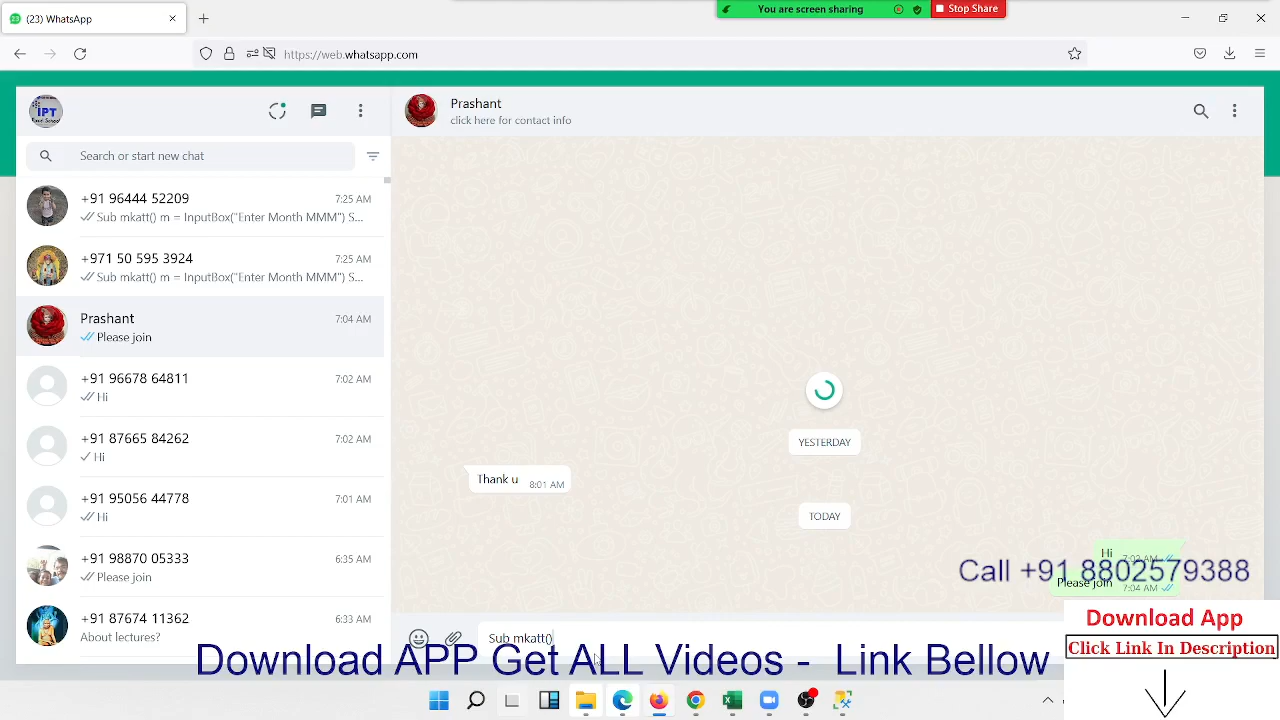 (23) WhatsApp
You are screen sharing
Stop Share
https://web.whatsapp.com
IPT
Prashant
click here for contact info
Search or start new chat
+91 96444 52209
7:25 AM
Sub mkatt() m = InputBox("Enter Month MMM") S...
+971 50 595 3924
7:25 AM
Sub mkatt() m = InputBox("Enter Month MMM") S...
Prashant
7:04 AM
Please join
+91 96678 64811
7:02 AM
Hi
+91 87665 84262
7:02 AM
Hi
+91 95056 44778
7:01 AM
Hi
+91 98870 05333
6:35 AM
Please join
+91 87674 11362
6:33 AM
About lectures?
YESTERDAY
Thank u
8:01 AM
TODAY
Hi
7:02 AM
Please join
7:04 AM
Call +91 8802579388
Sub mkatt()
Download APP Get ALL Videos - Link Bellow
Download App
Click Link In Description